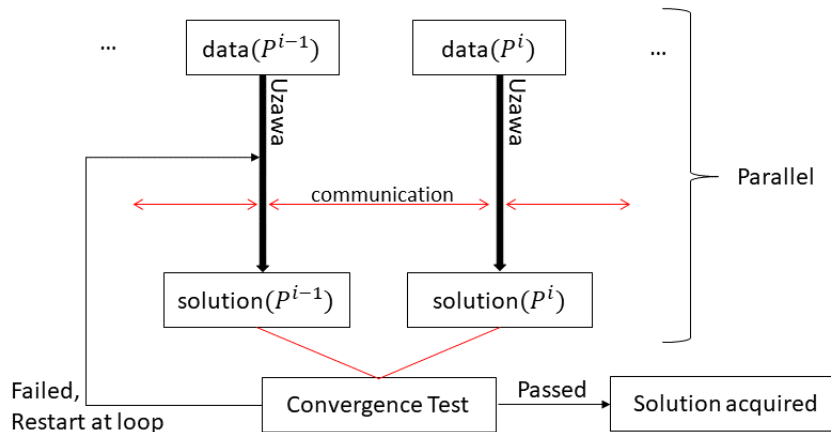 ... data(𝑃^{𝑖−1}) data(𝑃^{𝑖}) ...
Uzawa Uzawa
Parallel
communication
solution(𝑃^{𝑖−1}) solution(𝑃^{𝑖})
Failed,
Restart at loop
Convergence Test
Passed
Solution acquired